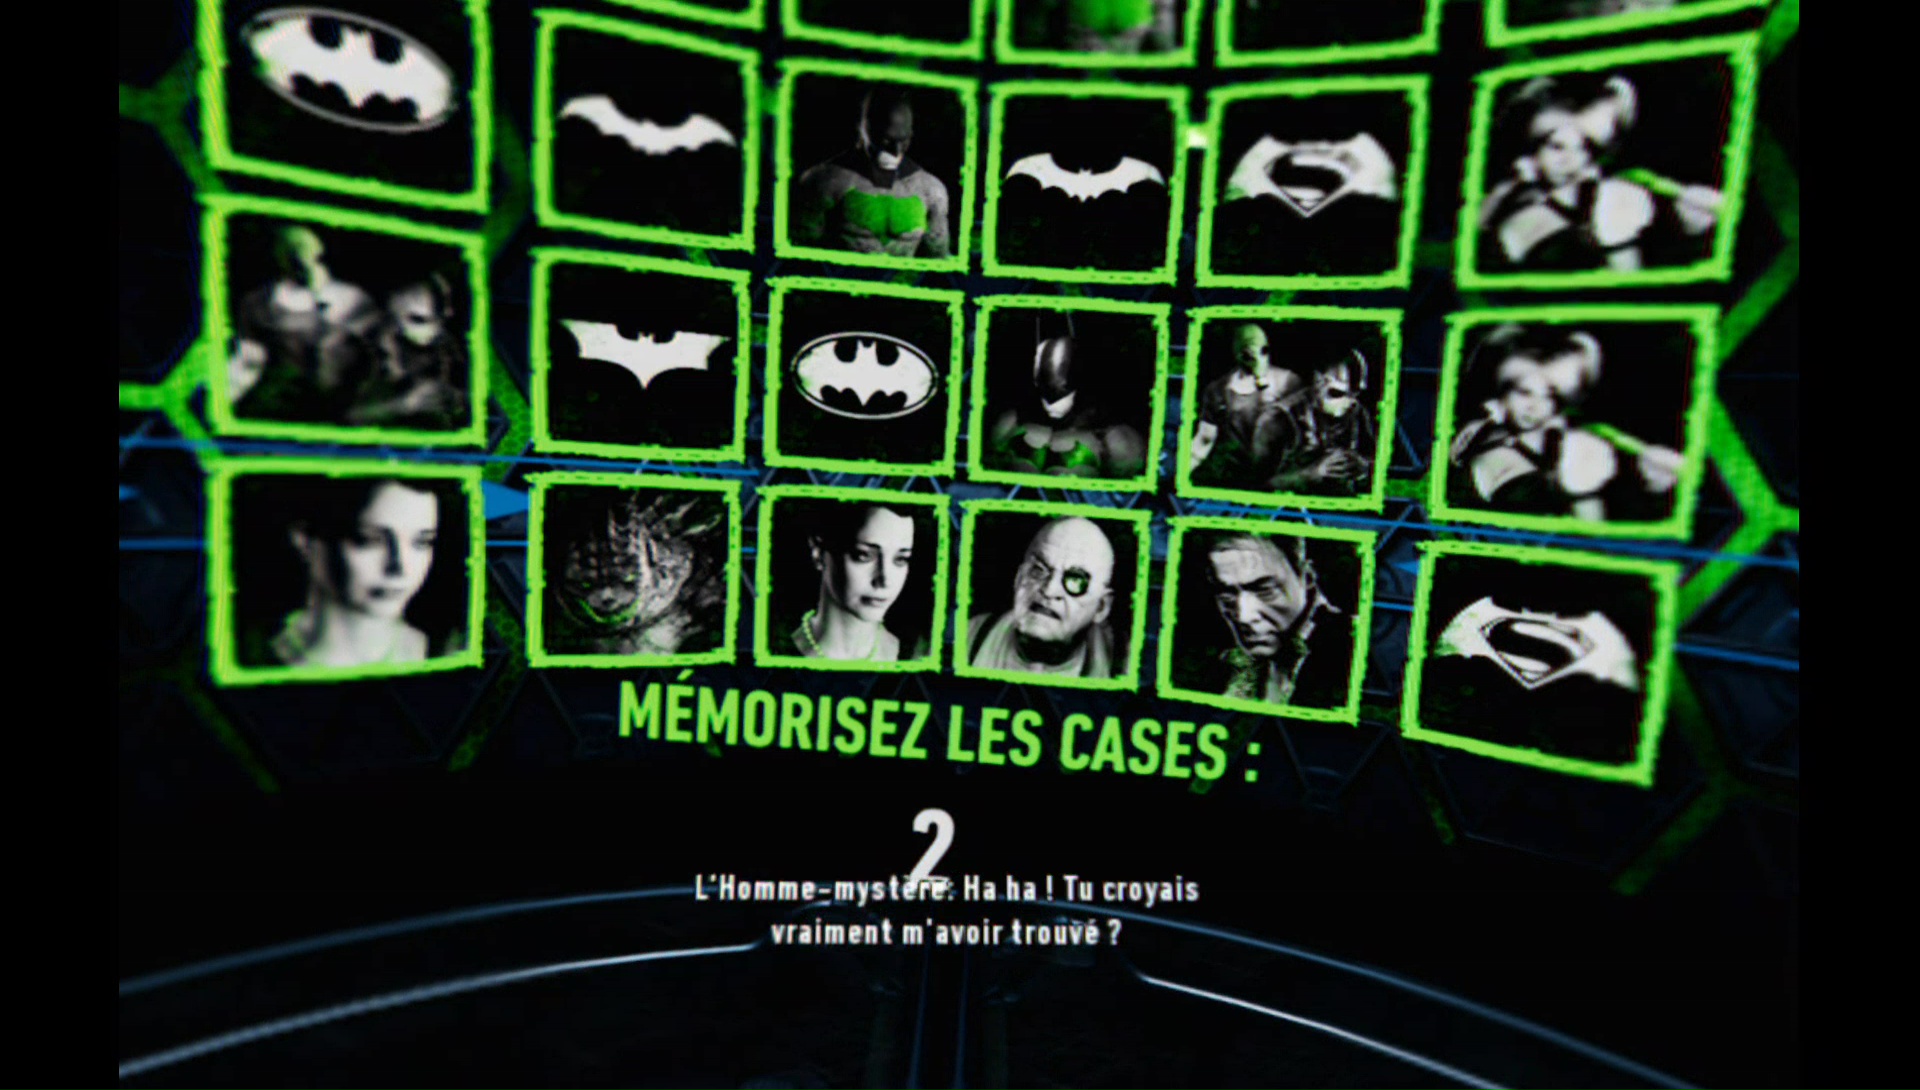 MÉMORISEZ LES CASES :
2
L'Homme-mystère: Ha ha ! Tu croyais
vraiment m'avoir trouvé ?